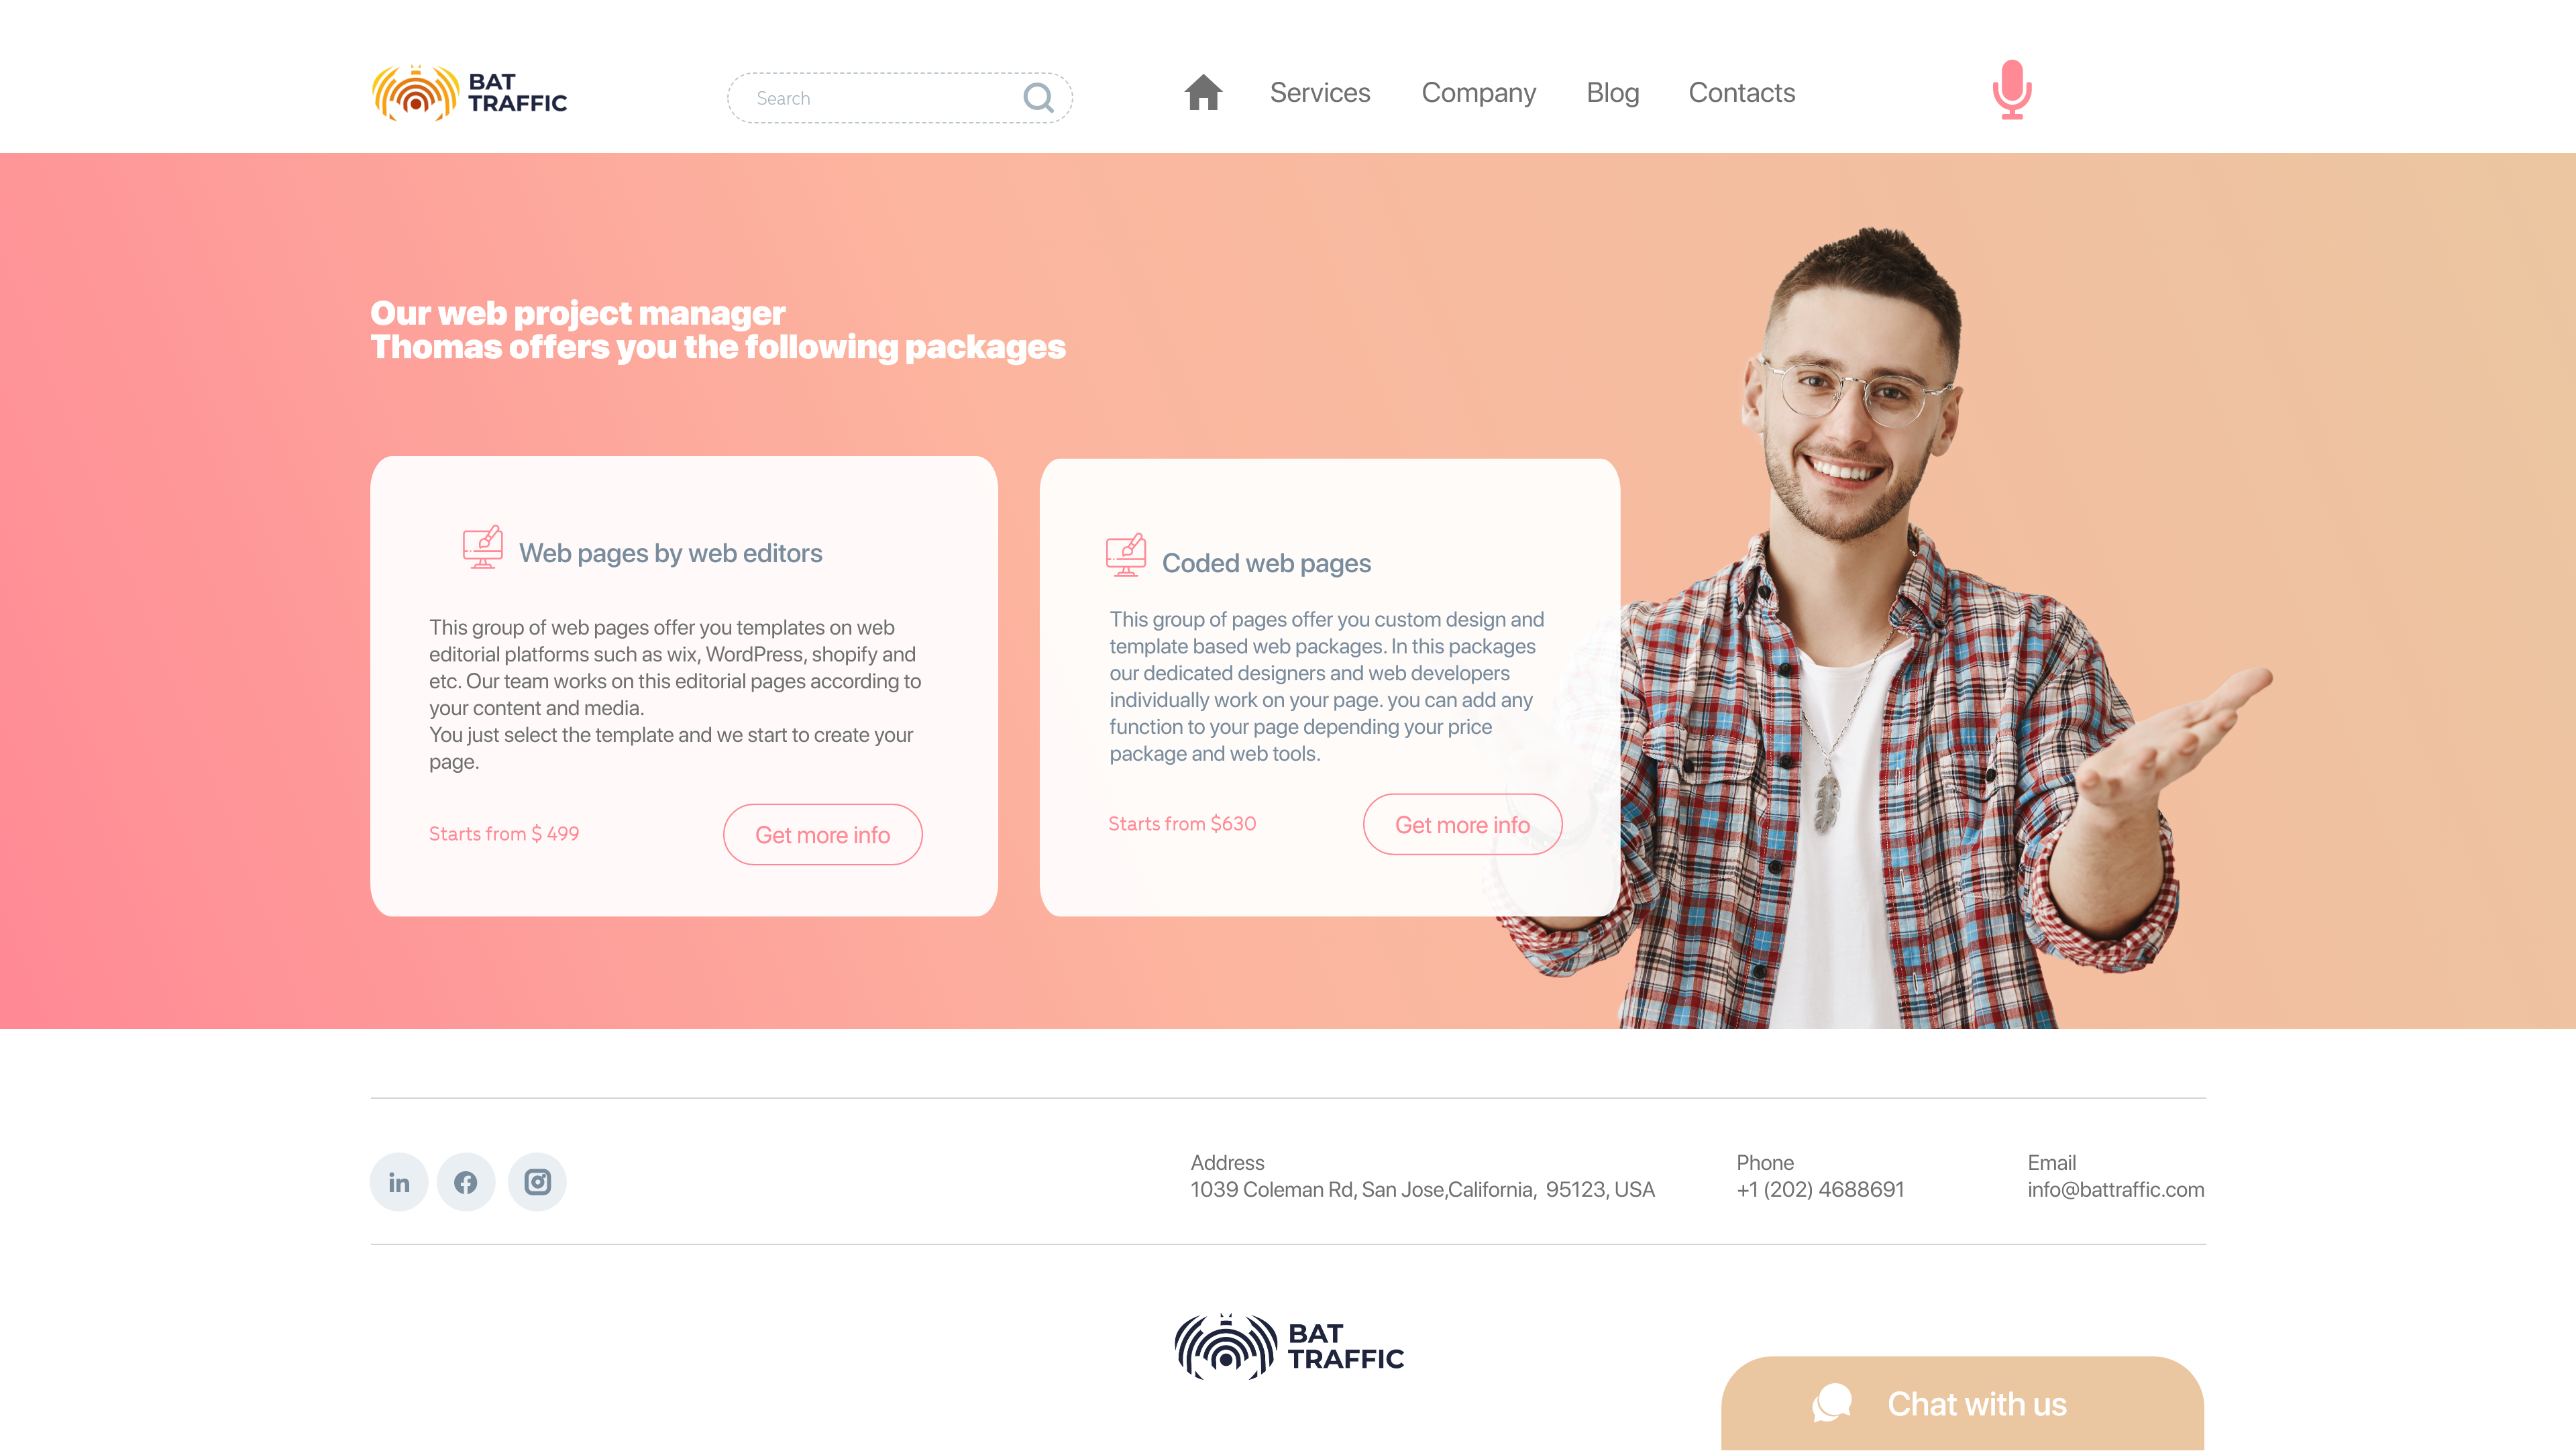 BAT
TRAFFIC
Search
Services
Company
Blog
Contacts
Our web project manager
Thomas offers you the following packages
Web pages by web editors
This group of web pages offer you templates on web
editorial platforms such as wix, WordPress, shopify and
etc. Our team works on this editorial pages according to
your content and media.
You just select the template and we start to create your
page.
Starts from $ 499
Get more info
Coded web pages
This group of pages offer you custom design and
template based web packages. In this packages
our dedicated designers and web developers
individually work on your page. you can add any
function to your page depending your price
package and web tools.
Starts from $630
Get more info
in
Address
1039 Coleman Rd, San Jose,California,  95123, USA
Phone
+1 (202) 4688691
Email
info@battraffic.com
BAT
TRAFFIC
Chat with us